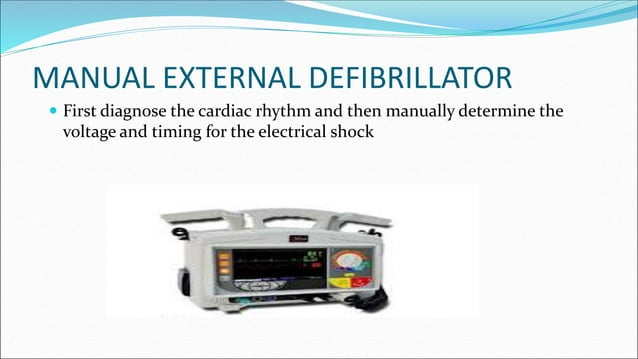 MANUAL EXTERNAL DEFIBRILLATOR
• First diagnose the cardiac rhythm and then manually determine the
voltage and timing for the electrical shock